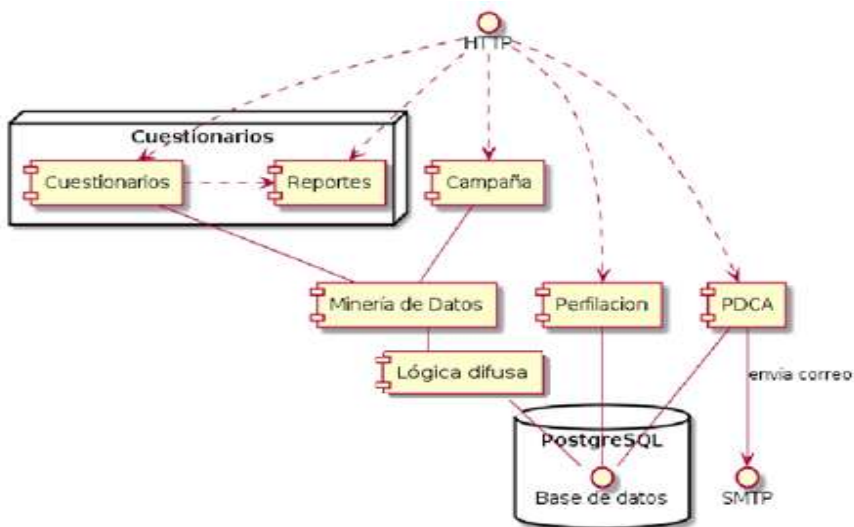 HTTP
Cuestionarios
Cuestionarios
Reportes
Campaña
Minería de Datos
Perfilacion
PDCA
Lógica difusa
envia correo
PostgreSQL
Base de datos
SMTP